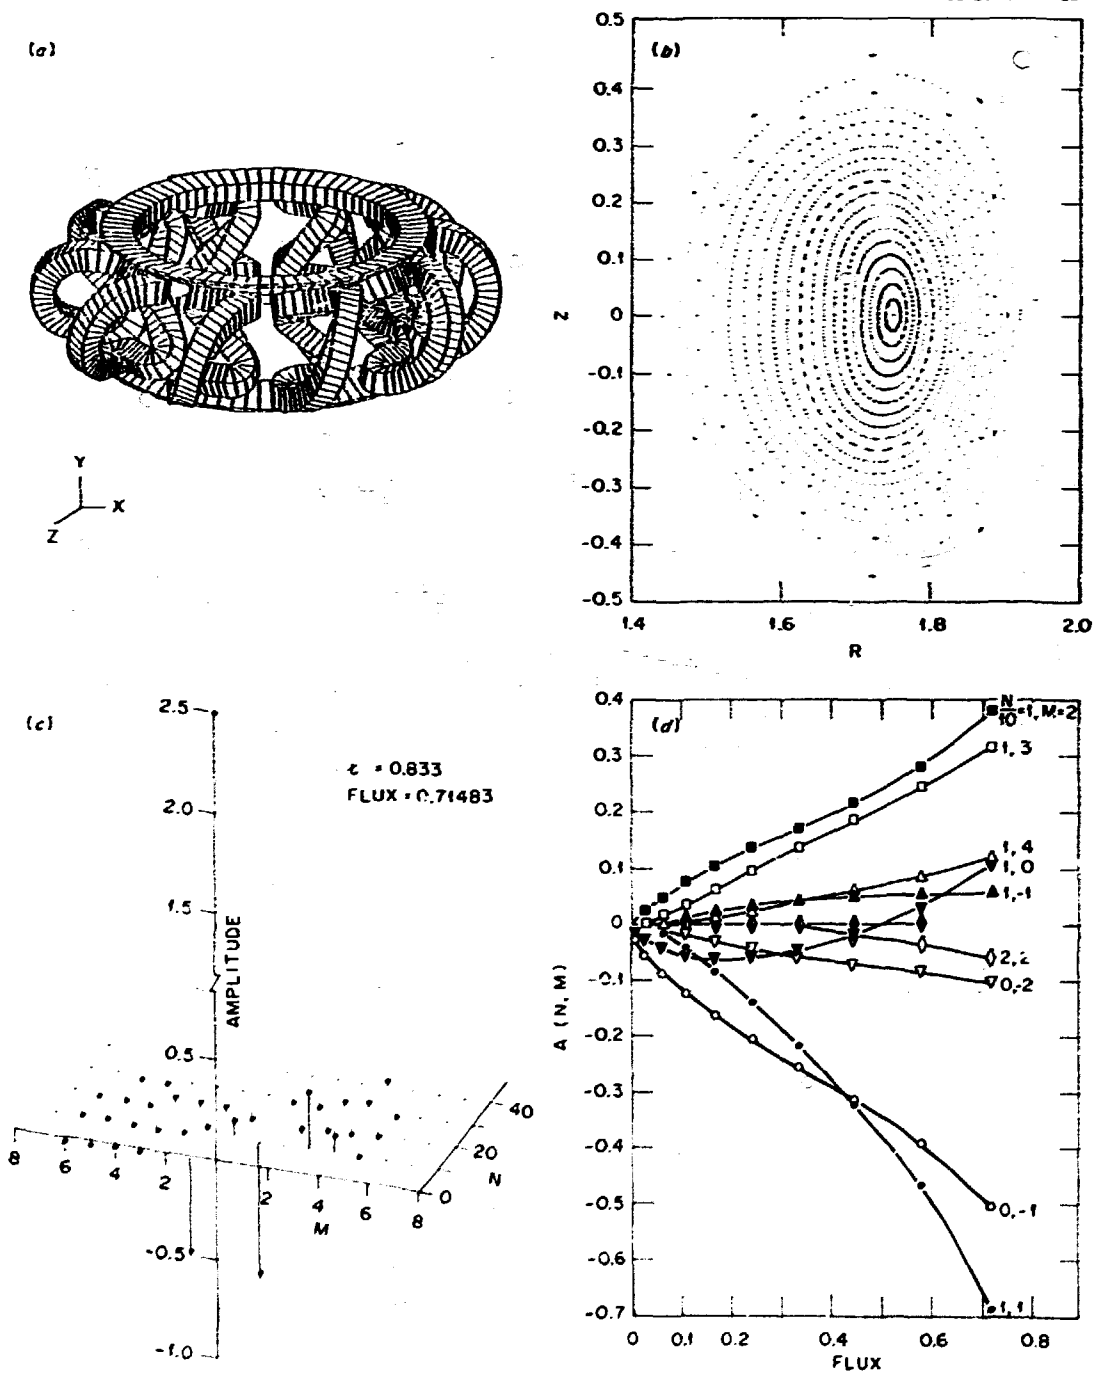 (a)
Y
X
Z
(b)
0.5
0.4
0.3
0.2
0.1
0
-0.1
-0.2
-0.3
-0.4
-0.5
Z
1.4 1.6 1.8 2.0
R
(c)
2.5
2.0
1.5
0.5
-0.5
-1.0
AMPLITUDE
t = 0.833
FLUX = 0.71483
8 6 4 2
2 4 6 8
M
0 20 40
N
(d)
0.4
0.3
0.2
0.1
0
-0.1
-0.2
-0.3
-0.4
-0.5
-0.6
-0.7
A (N, M)
N/10 = 1, M = 2
1, 3
1, 4
1, 0
1, -1
2, 2
0, -2
0, -1
1, 1
0 0.1 0.2 0.4 0.6 0.8
FLUX